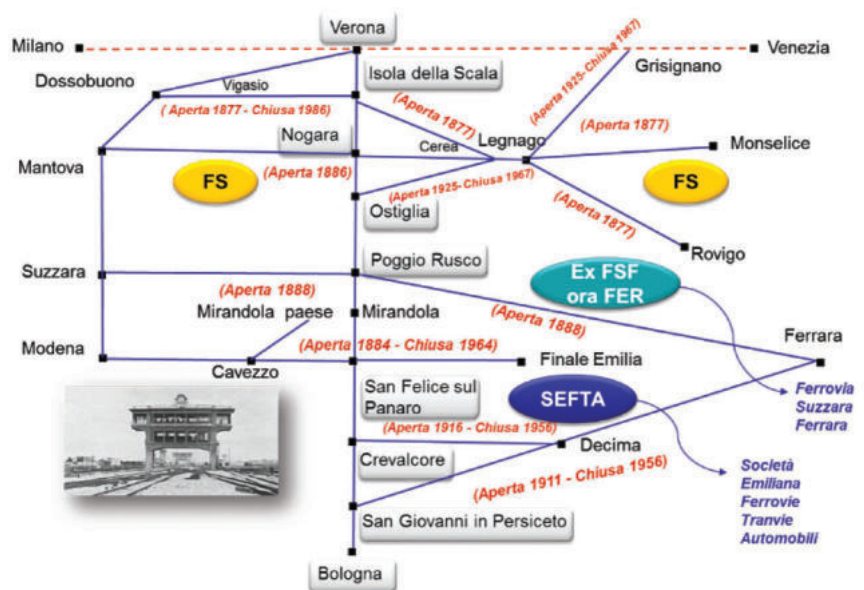 Verona
Milano
Venezia
Dossobuono
Vigasio
Isola della Scala
Grisignano
( Aperta 1877 - Chiusa 1986)
(Aperta 1877)
(Aperta 1925- Chiusa 1967)
Nogara
Cerea
Legnago
(Aperta 1877)
Monselice
Mantova
FS
(Aperta 1886)
(Aperta 1925- Chiusa 1967)
FS
Ostiglia
(Aperta 1877)
Rovigo
Suzzara
Poggio Rusco
Ex FSF
ora FER
(Aperta 1888)
Mirandola paese
Mirandola
(Aperta 1888)
Ferrara
Modena
(Aperta 1884 - Chiusa 1964)
Cavezzo
Finale Emilia
San Felice sul
Panaro
SEFTA
Ferrovia
Suzzara
Ferrara
(Aperta 1916 - Chiusa 1956)
Crevalcore
Decima
(Aperta 1911 - Chiusa 1956)
Società
Emiliana
Ferrovie
Tranvie
Automobili
San Giovanni in Persiceto
Bologna